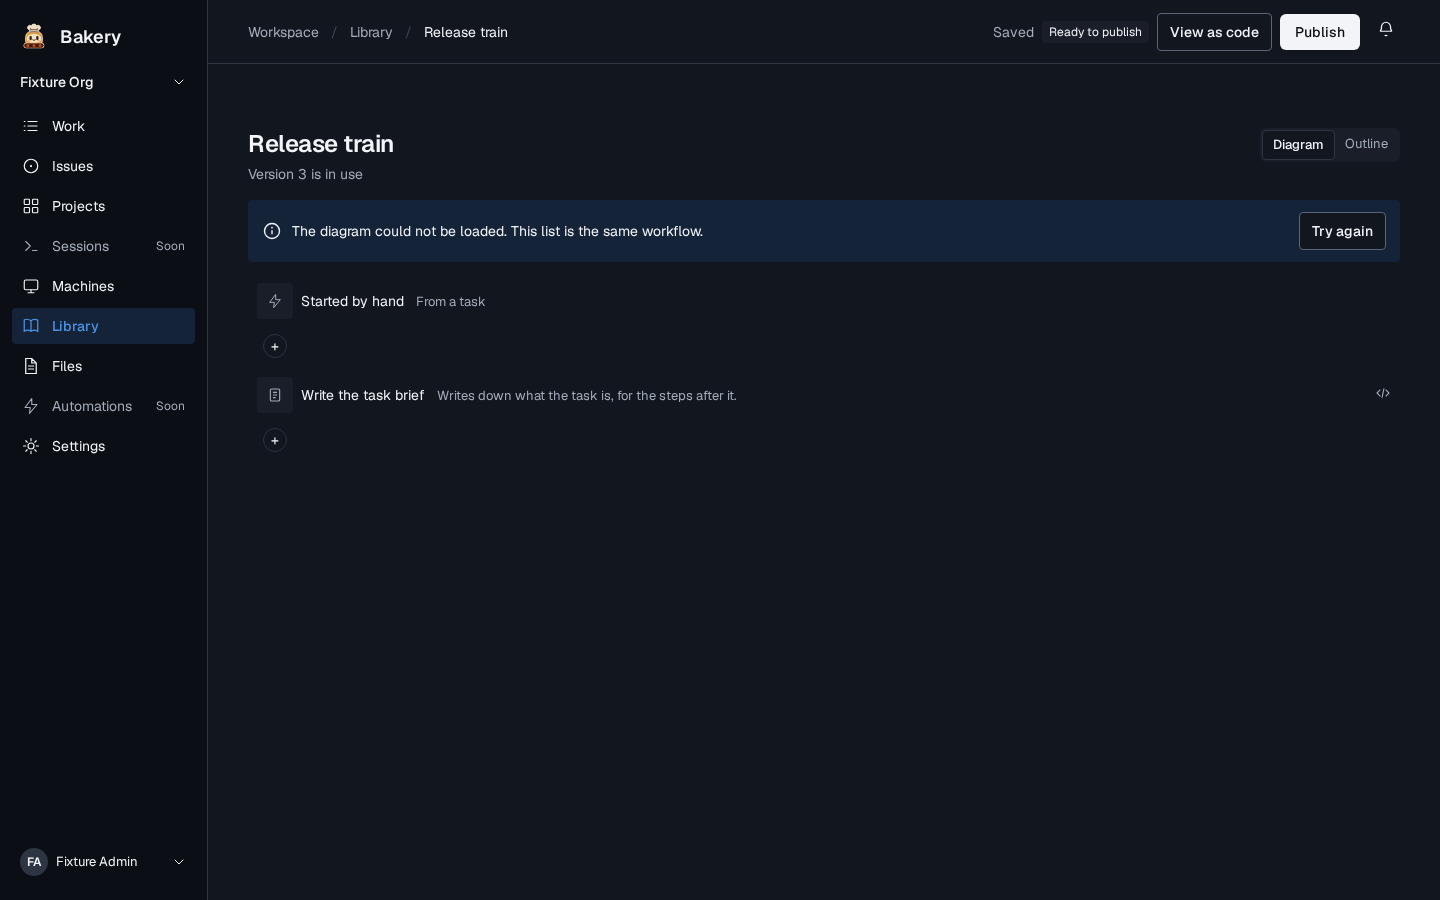 Bakery
Fixture Org
Work
Issues
Projects
Sessions Soon
Machines
Library
Files
Automations Soon
Settings
FA Fixture Admin
Workspace / Library / Release train
Saved Ready to publish View as code Publish
Release train
Version 3 is in use
Diagram Outline
The diagram could not be loaded. This list is the same workflow.
Try again
Started by hand From a task
+
Write the task brief Writes down what the task is, for the steps after it.
+